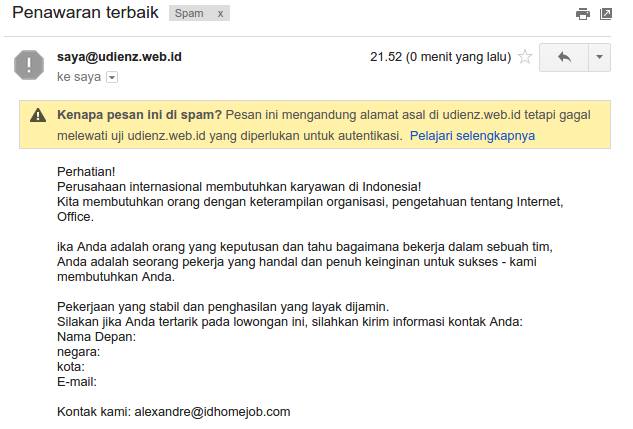 Penawaran terbaik Spam x
saya@udienz.web.id 21.52 (0 menit yang lalu)
ke saya
Kenapa pesan ini di spam? Pesan ini mengandung alamat asal di udienz.web.id tetapi gagal
melewati uji udienz.web.id yang diperlukan untuk autentikasi. Pelajari selengkapnya
Perhatian!
Perusahaan internasional membutuhkan karyawan di Indonesia!
Kita membutuhkan orang dengan keterampilan organisasi, pengetahuan tentang Internet,
Office.
ika Anda adalah orang yang keputusan dan tahu bagaimana bekerja dalam sebuah tim,
Anda adalah seorang pekerja yang handal dan penuh keinginan untuk sukses - kami
membutuhkan Anda.
Pekerjaan yang stabil dan penghasilan yang layak dijamin.
Silakan jika Anda tertarik pada lowongan ini, silahkan kirim informasi kontak Anda:
Nama Depan:
negara:
kota:
E-mail:
Kontak kami: alexandre@idhomejob.com